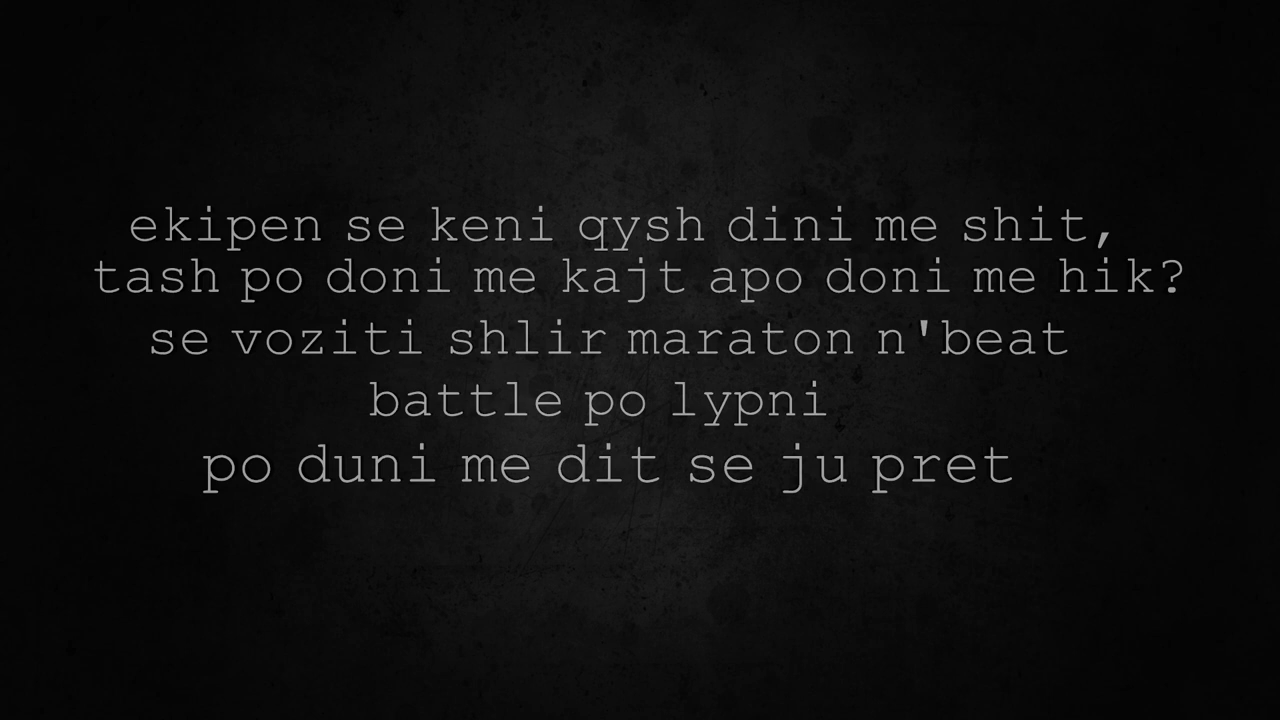 ekipen se keni qysh dini me shit,
tash po doni me kajt apo doni me hik?
se voziti shlir maraton n'beat
battle po lypni
po duni me dit se ju pret